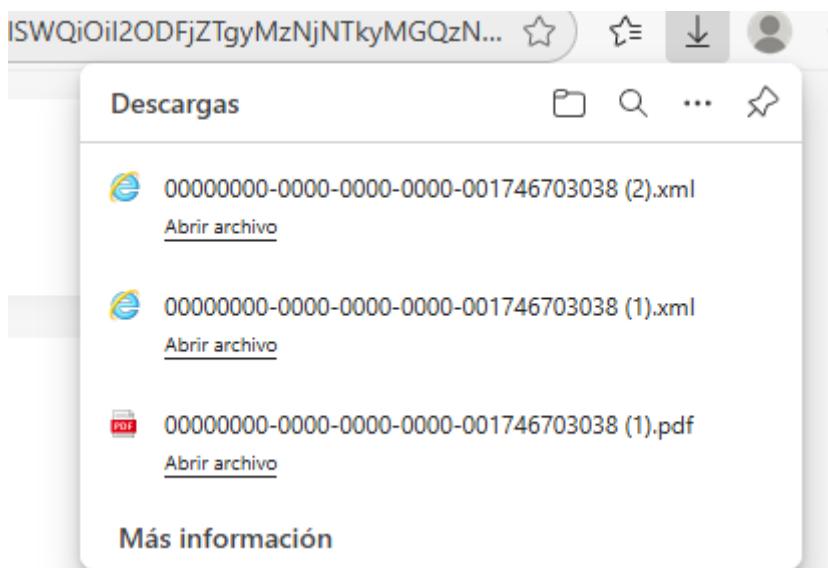 ISWQiOiI2ODFjZTgyMzNjNTkyMGQzN...
Descargas
00000000-0000-0000-0000-001746703038 (2).xml
Abrir archivo
00000000-0000-0000-0000-001746703038 (1).xml
Abrir archivo
PDF
00000000-0000-0000-0000-001746703038 (1).pdf
Abrir archivo
Más información